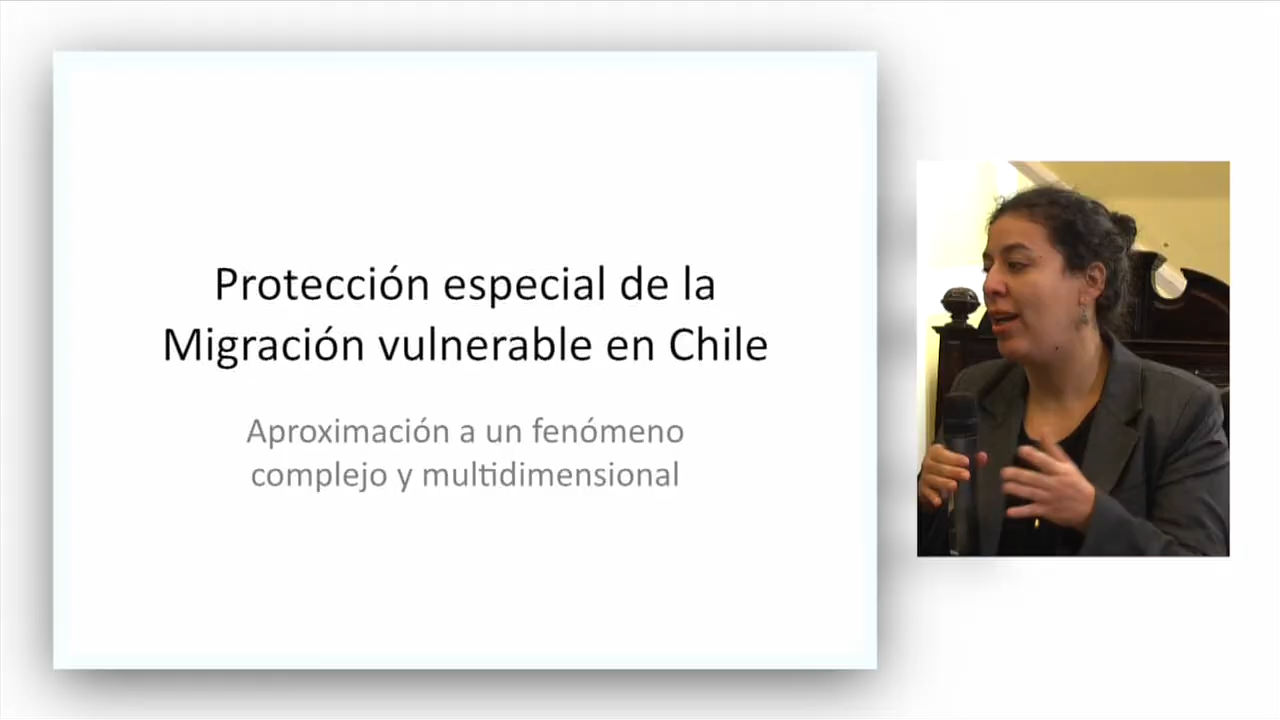 Protección especial de la
Migración vulnerable en Chile
Aproximación a un fenómeno
complejo y multidimensional